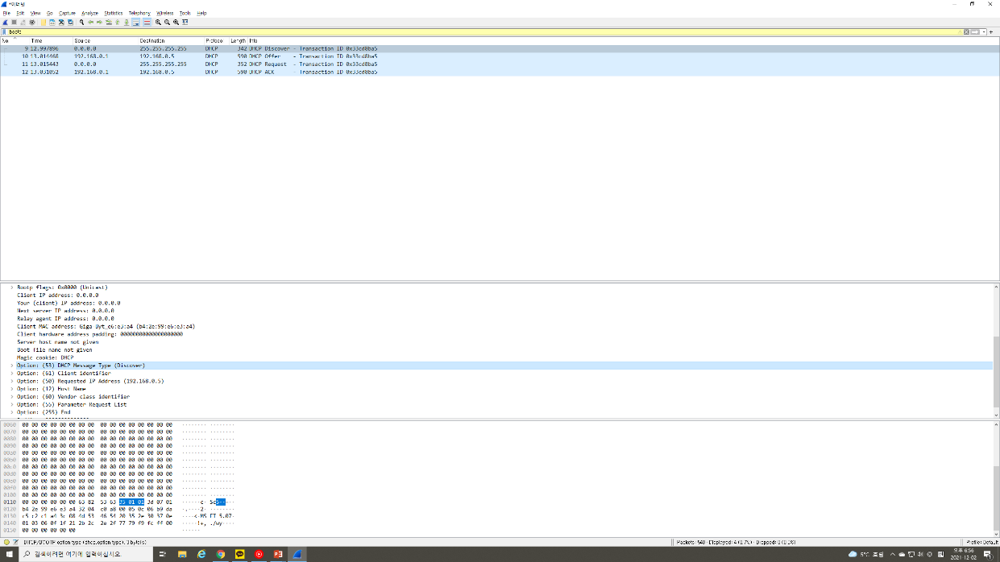 *이더넷
File Edit View Go Capture Analyze Statistics Telephony Wireless Tools Help
bootp
No. Time Source Destination Protocol Length Info
9 12.997896 0.0.0.0 255.255.255.255 DHCP 342 DHCP Discover - Transaction ID 0x33cd8ba5
10 13.014468 192.168.0.1 192.168.0.5 DHCP 590 DHCP Offer - Transaction ID 0x33cd8ba5
11 13.015443 0.0.0.0 255.255.255.255 DHCP 352 DHCP Request - Transaction ID 0x33cd8ba5
12 13.031052 192.168.0.1 192.168.0.5 DHCP 590 DHCP ACK - Transaction ID 0x33cd8ba5
Bootp flags: 0x0000 (Unicast)
Client IP address: 0.0.0.0
Your (client) IP address: 0.0.0.0
Next server IP address: 0.0.0.0
Relay agent IP address: 0.0.0.0
Client MAC address: Giga-Byt_e6:e3:a4 (b4:2e:99:e6:e3:a4)
Client hardware address padding: 00000000000000000000
Server host name not given
Boot file name not given
Magic cookie: DHCP
Option: (53) DHCP Message Type (Discover)
Option: (61) Client identifier
Option: (50) Requested IP Address (192.168.0.5)
Option: (12) Host Name
Option: (60) Vendor class identifier
Option: (55) Parameter Request List
Option: (255) End
0060 00 00 00 00 00 00 00 00 00 00 00 00 00 00 00 00 ········ ········
0070 00 00 00 00 00 00 00 00 00 00 00 00 00 00 00 00 ········ ········
0080 00 00 00 00 00 00 00 00 00 00 00 00 00 00 00 00 ········ ········
0090 00 00 00 00 00 00 00 00 00 00 00 00 00 00 00 00 ········ ········
00a0 00 00 00 00 00 00 00 00 00 00 00 00 00 00 00 00 ········ ········
00b0 00 00 00 00 00 00 00 00 00 00 00 00 00 00 00 00 ········ ········
00c0 00 00 00 00 00 00 00 00 00 00 00 00 00 00 00 00 ········ ········
00d0 00 00 00 00 00 00 00 00 00 00 00 00 00 00 00 00 ········ ········
00e0 00 00 00 00 00 00 00 00 00 00 00 00 00 00 00 00 ········ ········
00f0 00 00 00 00 00 00 00 00 00 00 00 00 00 00 00 00 ········ ········
0100 00 00 00 00 00 00 00 00 00 00 00 00 00 00 00 00 ········ ········
0110 00 00 00 00 00 00 63 82 53 63 35 01 01 3d 07 01 ······c· Sc5··=··
0120 b4 2e 99 e6 e3 a4 32 04 c0 a8 00 05 0c 06 b9 da ·.····2· ········
0130 c5 c2 c1 a4 3c 08 4d 53 46 54 20 35 2e 30 37 0e ····<·MS FT 5.07·
0140 01 03 06 0f 1f 21 2b 2c 2e 2f 77 79 f9 fc ff 00 ·····!+, ./wy····
0150 00 00 00 00 00 00 ······
DHCP/BOOTP option type (dhcp.option.type), 3 byte(s)
Packets: 540 · Displayed: 4 (0.7%) · Dropped: 0 (0.0%)
Profile: Default
검색하려면 여기에 입력하십시오.
5°C 흐림
오후 6:56
2021-12-02